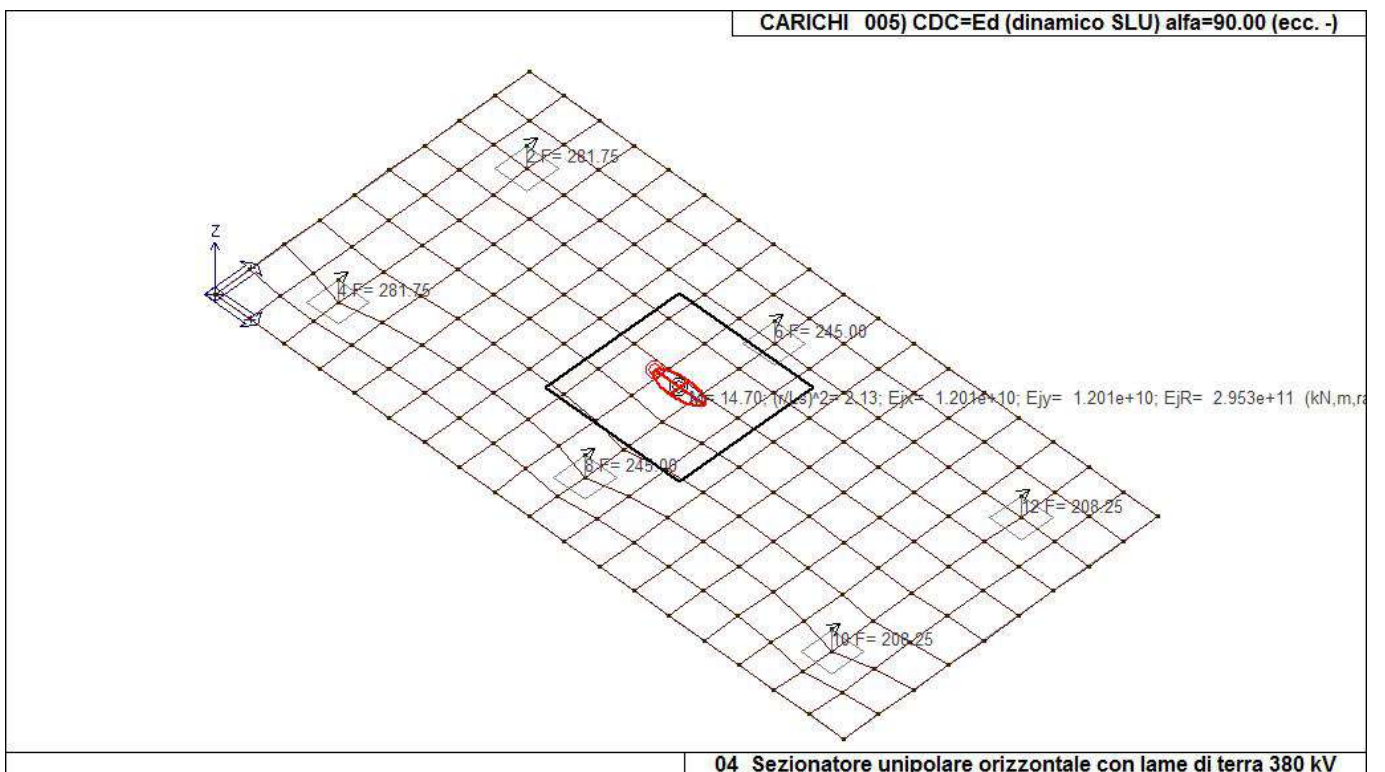 CARICHI 005) CDC=Ed (dinamico SLU) alfa=90.00 (ecc. -)
2 F= 281.75
Z
4 F= 281.75
6 F= 245.00
= 14.70; (r/Ls)^2= 2.13; Ejx= 1.201e+10; Ejy= 1.201e+10; EjR= 2.953e+11 (kN,m,ra
8 F= 245.00
12 F= 208.25
10 F= 208.25
04 Sezionatore unipolare orizzontale con lame di terra 380 kV